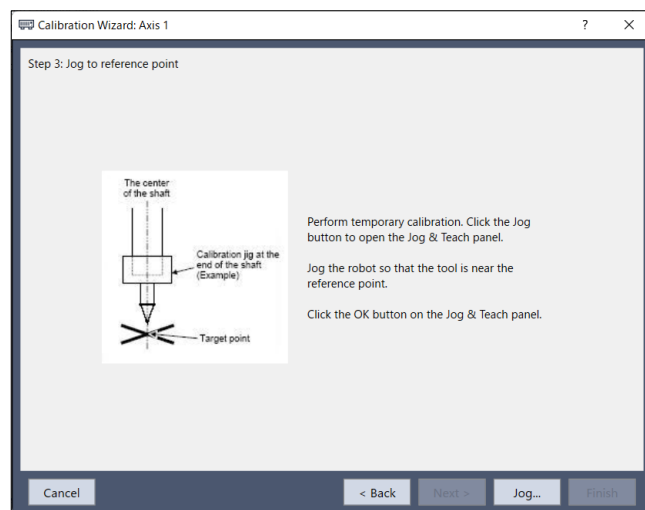 Calibration Wizard: Axis 1
?
Step 3: Jog to reference point
The center
of the shaft
Calibration jig at the
end of the shaft
(Example)
Target point
Perform temporary calibration. Click the Jog
button to open the Jog & Teach panel.
Jog the robot so that the tool is near the
reference point.
Click the OK button on the Jog & Teach panel.
Cancel
< Back
Next >
Jog...
Finish